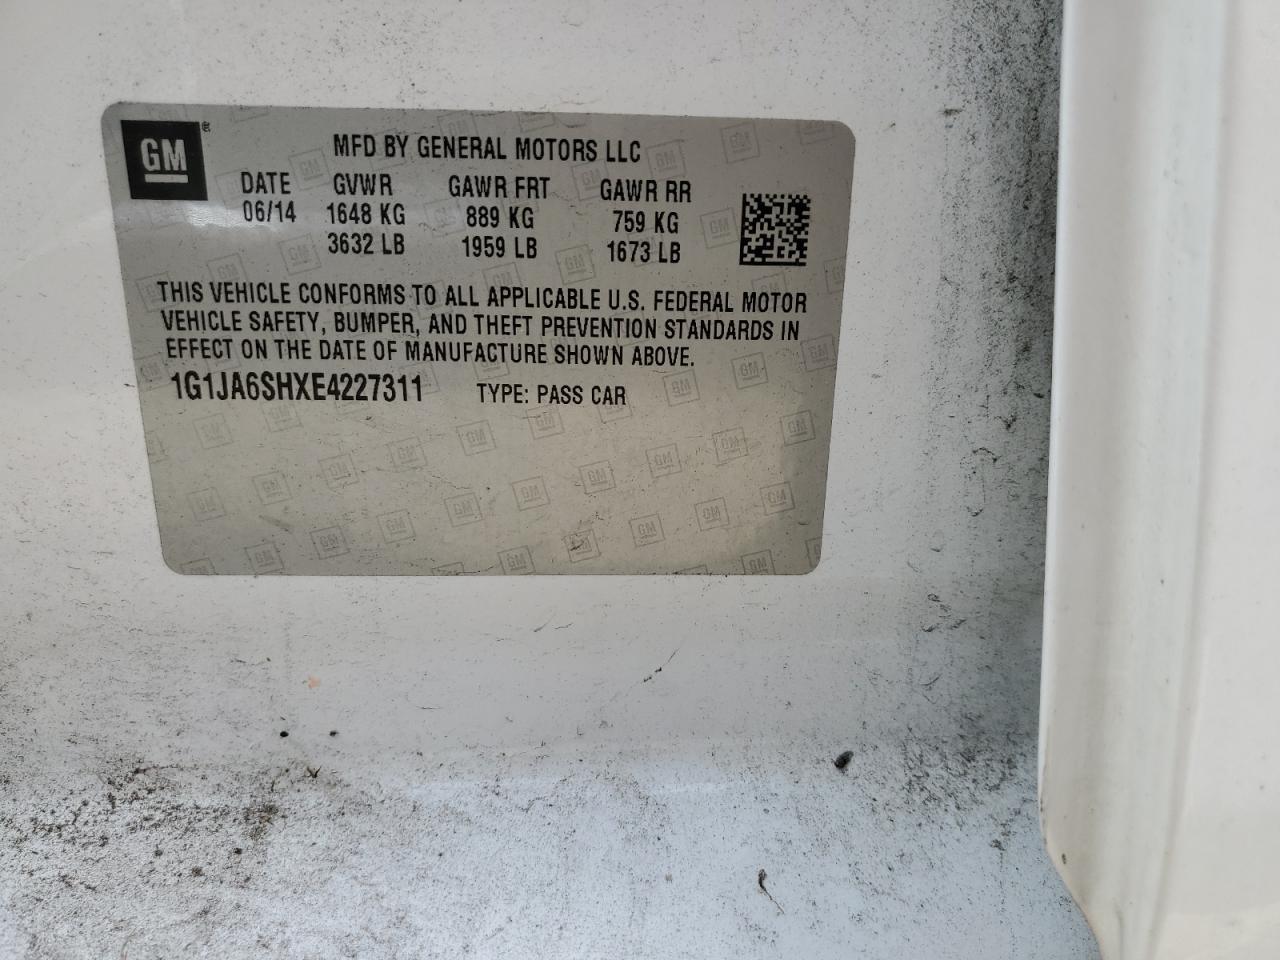 GM ®
MFD BY GENERAL MOTORS LLC
DATE GVWR GAWR FRT GAWR RR
06/14 1648 KG 889 KG 759 KG
3632 LB 1959 LB 1673 LB
THIS VEHICLE CONFORMS TO ALL APPLICABLE U.S. FEDERAL MOTOR
VEHICLE SAFETY, BUMPER, AND THEFT PREVENTION STANDARDS IN
EFFECT ON THE DATE OF MANUFACTURE SHOWN ABOVE.
1G1JA6SHXE4227311 TYPE: PASS CAR